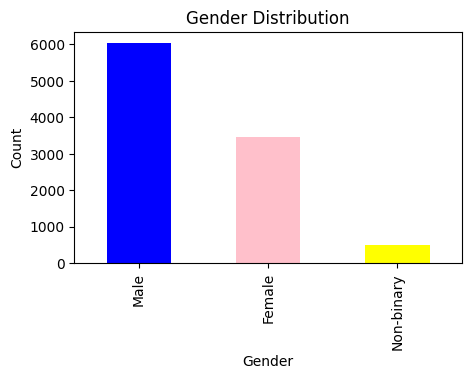 Gender Distribution
6000
5000
4000
3000
2000
1000
0
Count
Male
Female
Non-binary
Gender